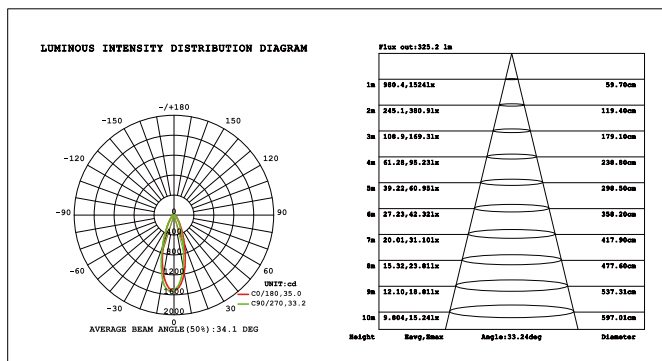 LUMINOUS INTENSITY DISTRIBUTION DIAGRAM
-/+180
-150
150
-120
120
-90
90
-60
60
-30
30
0
0
400
800
1200
1600
2000
UNIT:cd
C0/180,35.0
C90/270,33.2
AVERAGE BEAM ANGLE(50%):34.1 DEG
Flux out:325.2 lm
1m 980.4,1524lx 59.70cm
2m 245.1,380.9lx 119.40cm
3m 108.9,169.3lx 179.10cm
4m 61.28,95.23lx 238.80cm
5m 39.22,60.95lx 298.50cm
6m 27.23,42.32lx 358.20cm
7m 20.01,31.10lx 417.90cm
8m 15.32,23.81lx 477.60cm
9m 12.10,18.81lx 537.31cm
10m 9.804,15.24lx 597.01cm
Height Eavg,Emax Angle:33.24deg Diameter